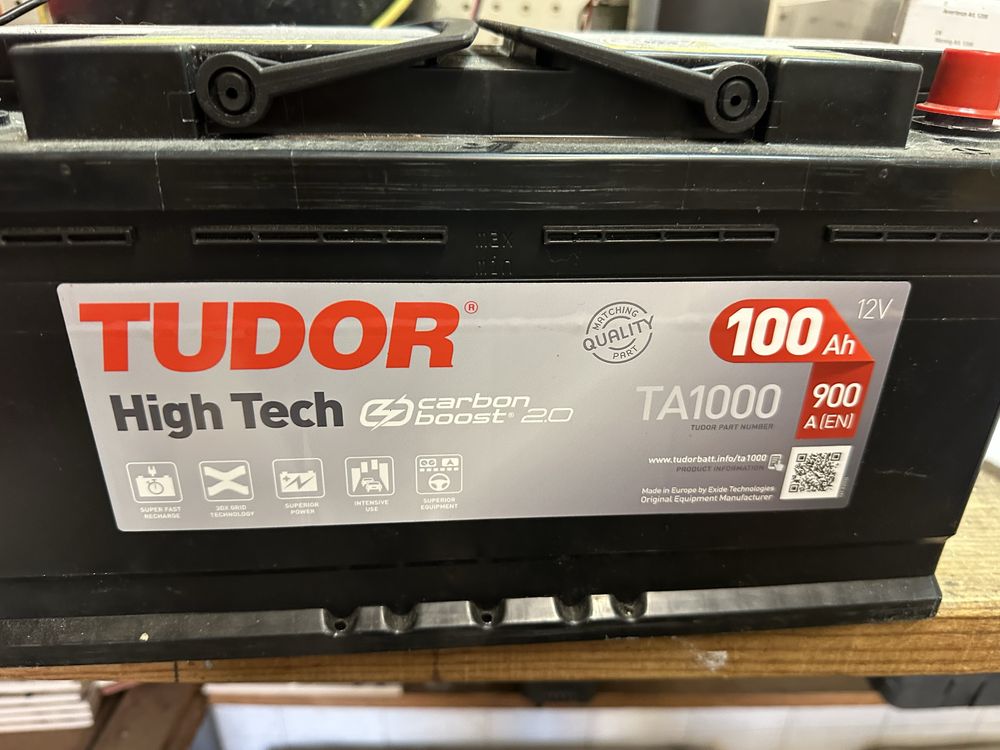 MAX
MIN
TUDOR®
High Tech
carbon
boost® 2.0
MATCHING
QUALITY
PART
100 Ah
12V
TA1000
TUDOR PART NUMBER
900
A (EN)
www.tudorbatt.info/ta1000
PRODUCT INFORMATION
Made in Europe by Exide Technologies
Original Equipment Manufacturer
SUPER FAST
RECHARGE
3DX GRID
TECHNOLOGY
SUPERIOR
POWER
INTENSIVE
USE
SUPERIOR
EQUIPMENT